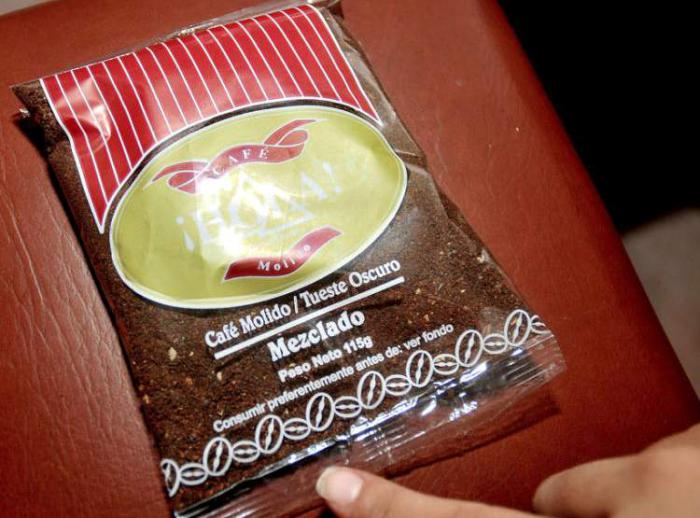 CAFÉ
¡HOLA!
Molido
Café Molido / Tueste Oscuro
Mezclado
Peso Neto 115g
Consumir preferentemente antes de: ver fondo